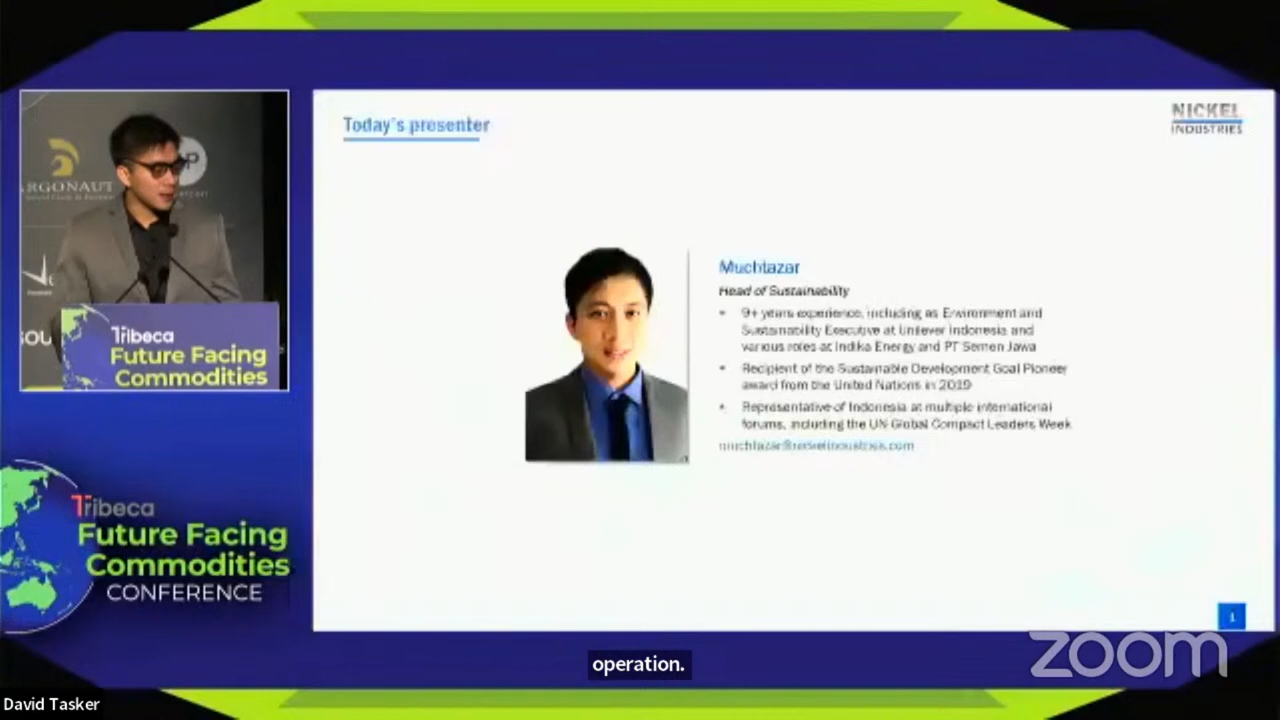 Today's presenter
NICKEL
INDUSTRIES
ARGONAUT
Tribeca
Future Facing
Commodities
Muchtazar
Head of Sustainability
• 9+ years experience, including as Environment and
Sustainability Executive at Unilever Indonesia and
various roles at Indika Energy and PT Semen Jawa
• Recipient of the Sustainable Development Goal Pioneer
award from the United Nations in 2019
• Representative of Indonesia at multiple international
forums, including the UN Global Compact Leaders Week
muchtazar@nickelindustries.com
Tribeca
Future Facing
Commodities
CONFERENCE
1
operation.
zoom
David Tasker